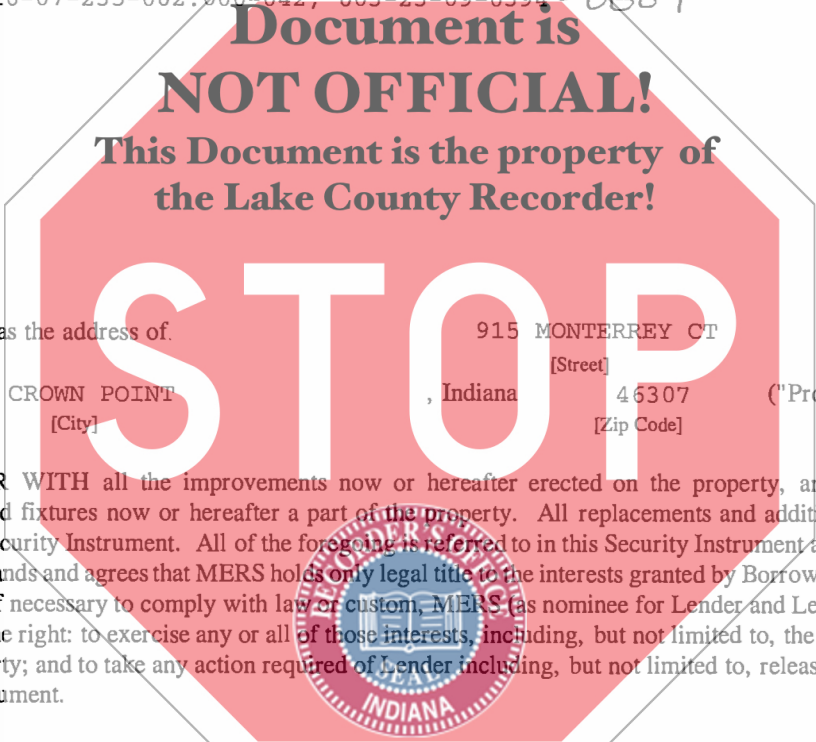 Document is
NOT OFFICIAL!
This Document is the property of
the Lake County Recorder!
STOP
as the address of. 915 MONTERREY CT
[Street]
CROWN POINT , Indiana 46307 ("Pro
[City] [Zip Code]
R WITH all the improvements now or hereafter erected on the property, an
d fixtures now or hereafter a part of the property. All replacements and additi
curity Instrument. All of the foregoing is referred to in this Security Instrument a
nds and agrees that MERS holds only legal title to the interests granted by Borrow
f necessary to comply with law or custom, MERS (as nominee for Lender and Le
e right: to exercise any or all of those interests, including, but not limited to, the
rty; and to take any action required of Lender including, but not limited to, releas
ument.
RECORDER'S OFFICE
SEAL
INDIANA